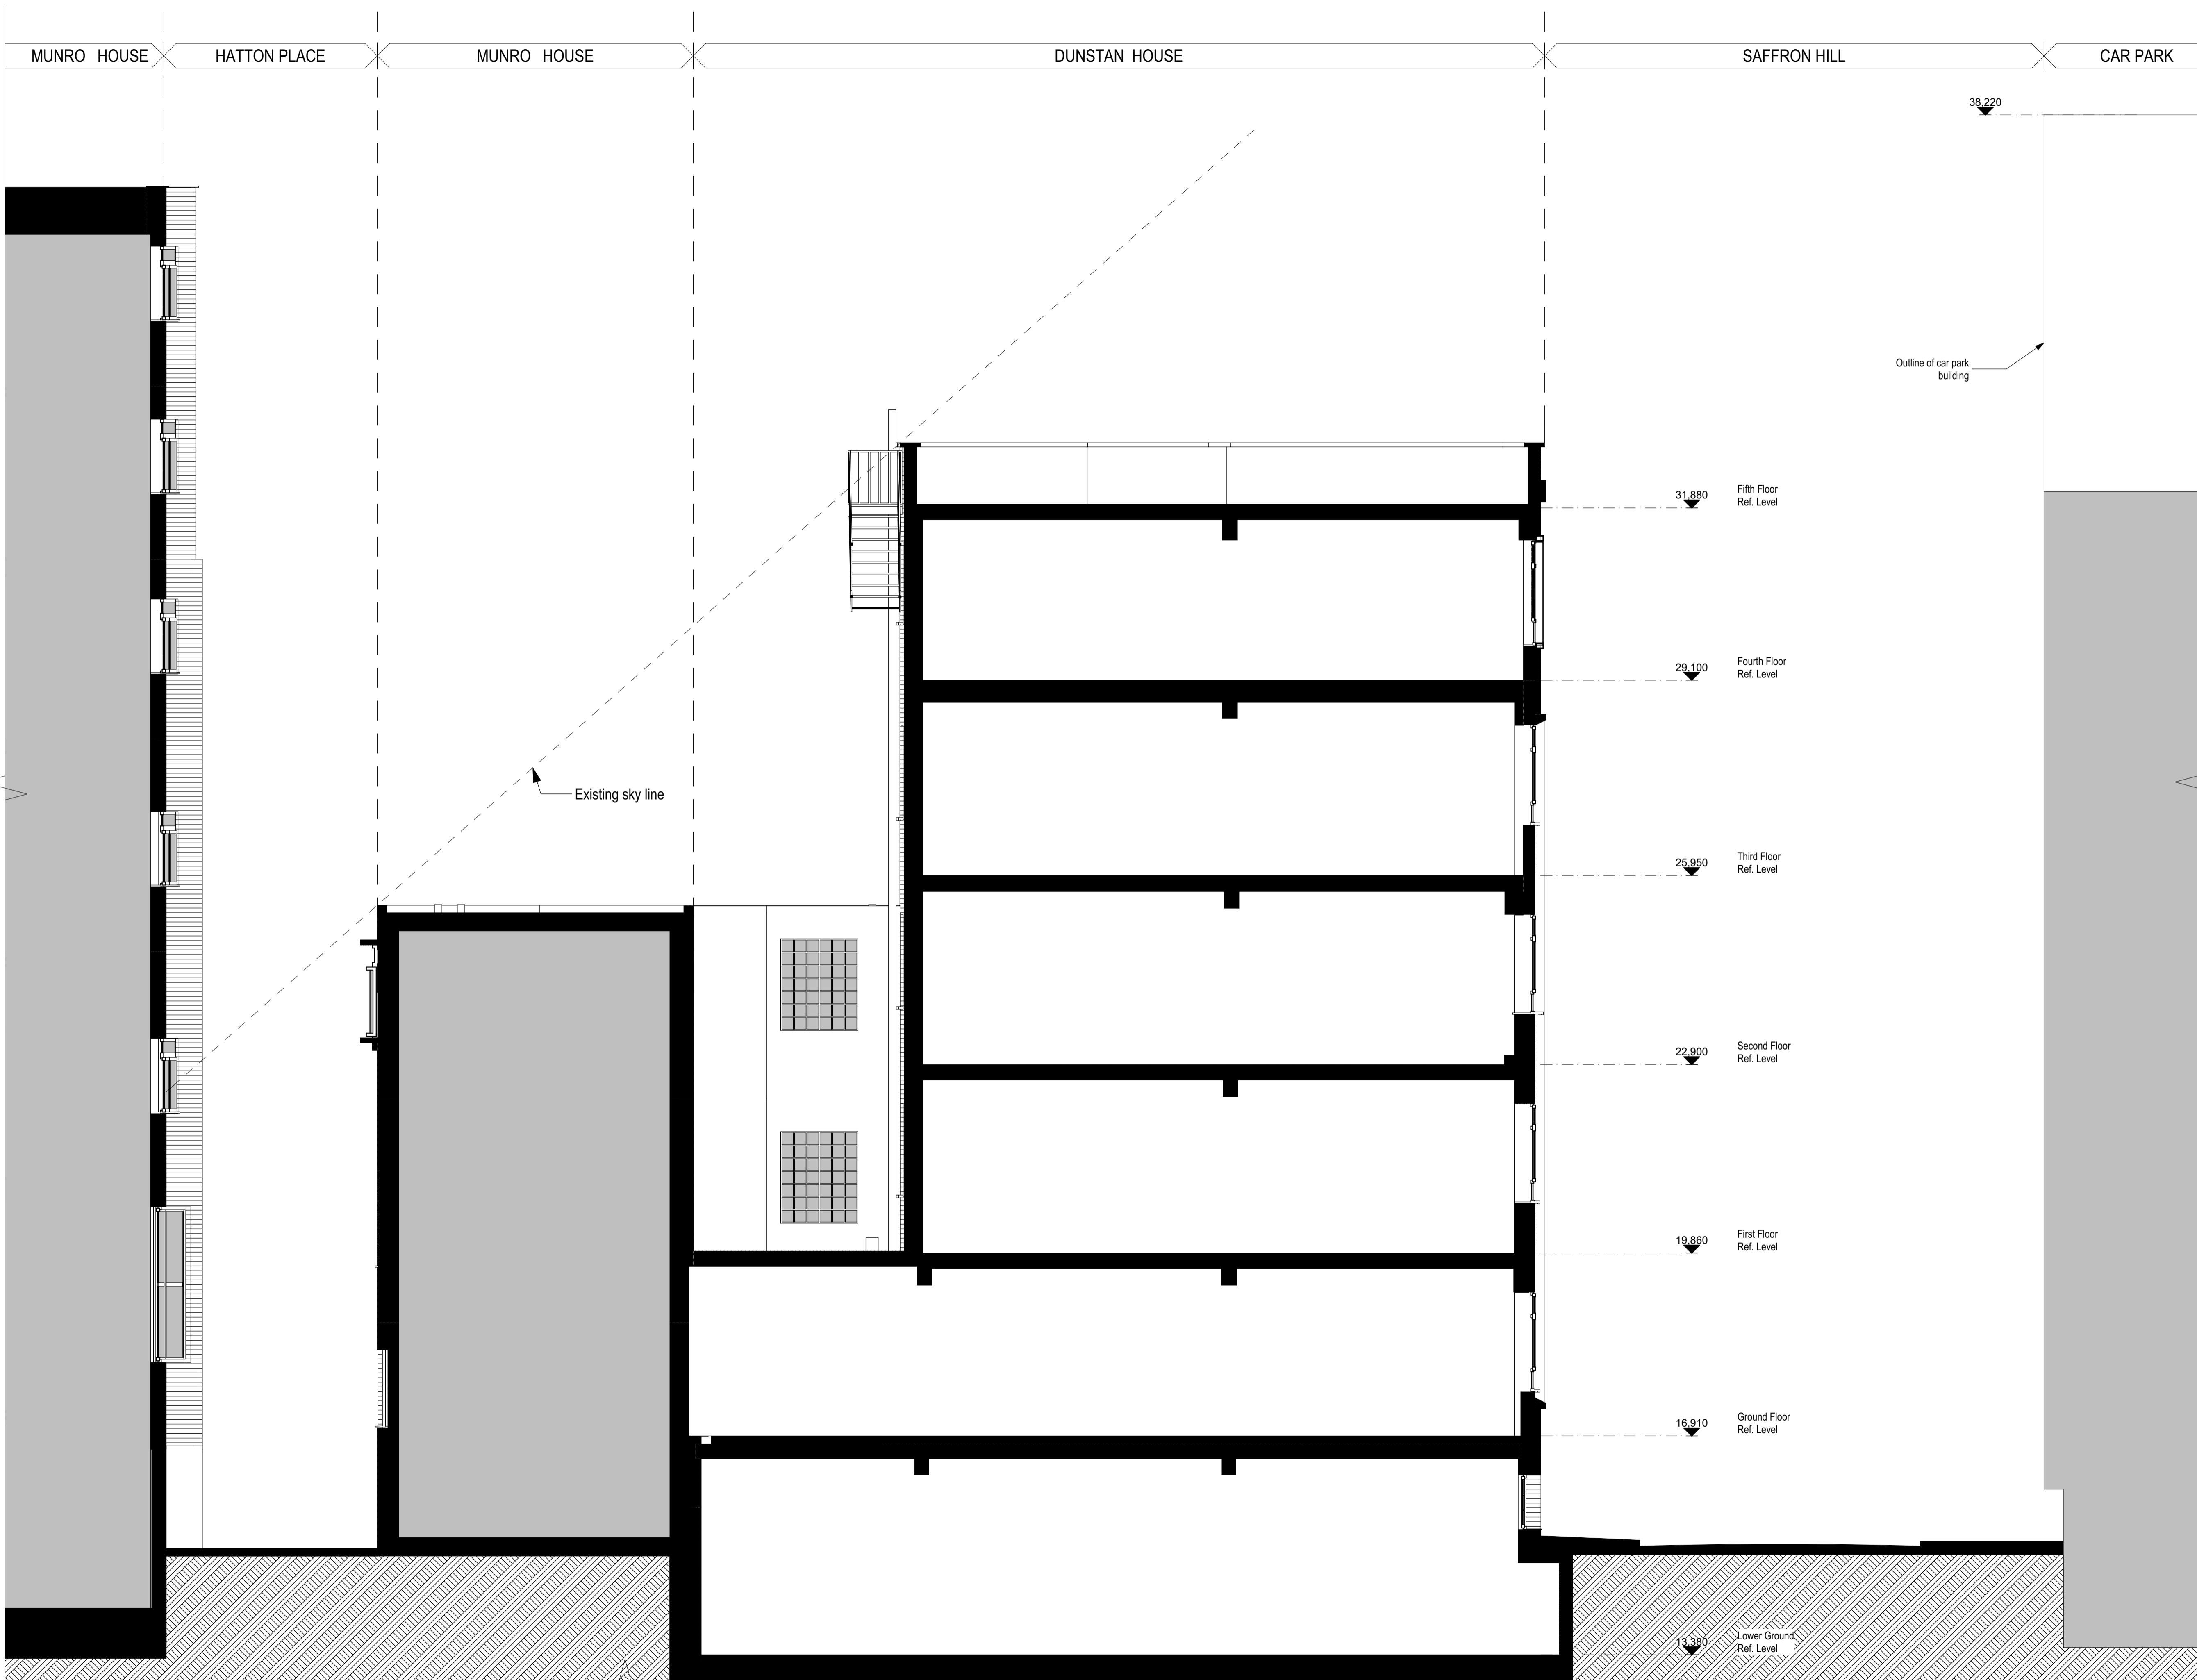 MUNRO HOUSE
HATTON PLACE
MUNRO HOUSE
DUNSTAN HOUSE
SAFFRON HILL
CAR PARK
38,220
Outline of car park
building
31,880
Fifth Floor
Ref. Level
29,100
Fourth Floor
Ref. Level
Existing sky line
25,950
Third Floor
Ref. Level
22,900
Second Floor
Ref. Level
19,860
First Floor
Ref. Level
16,910
Ground Floor
Ref. Level
13,380
Lower Ground
Ref. Level